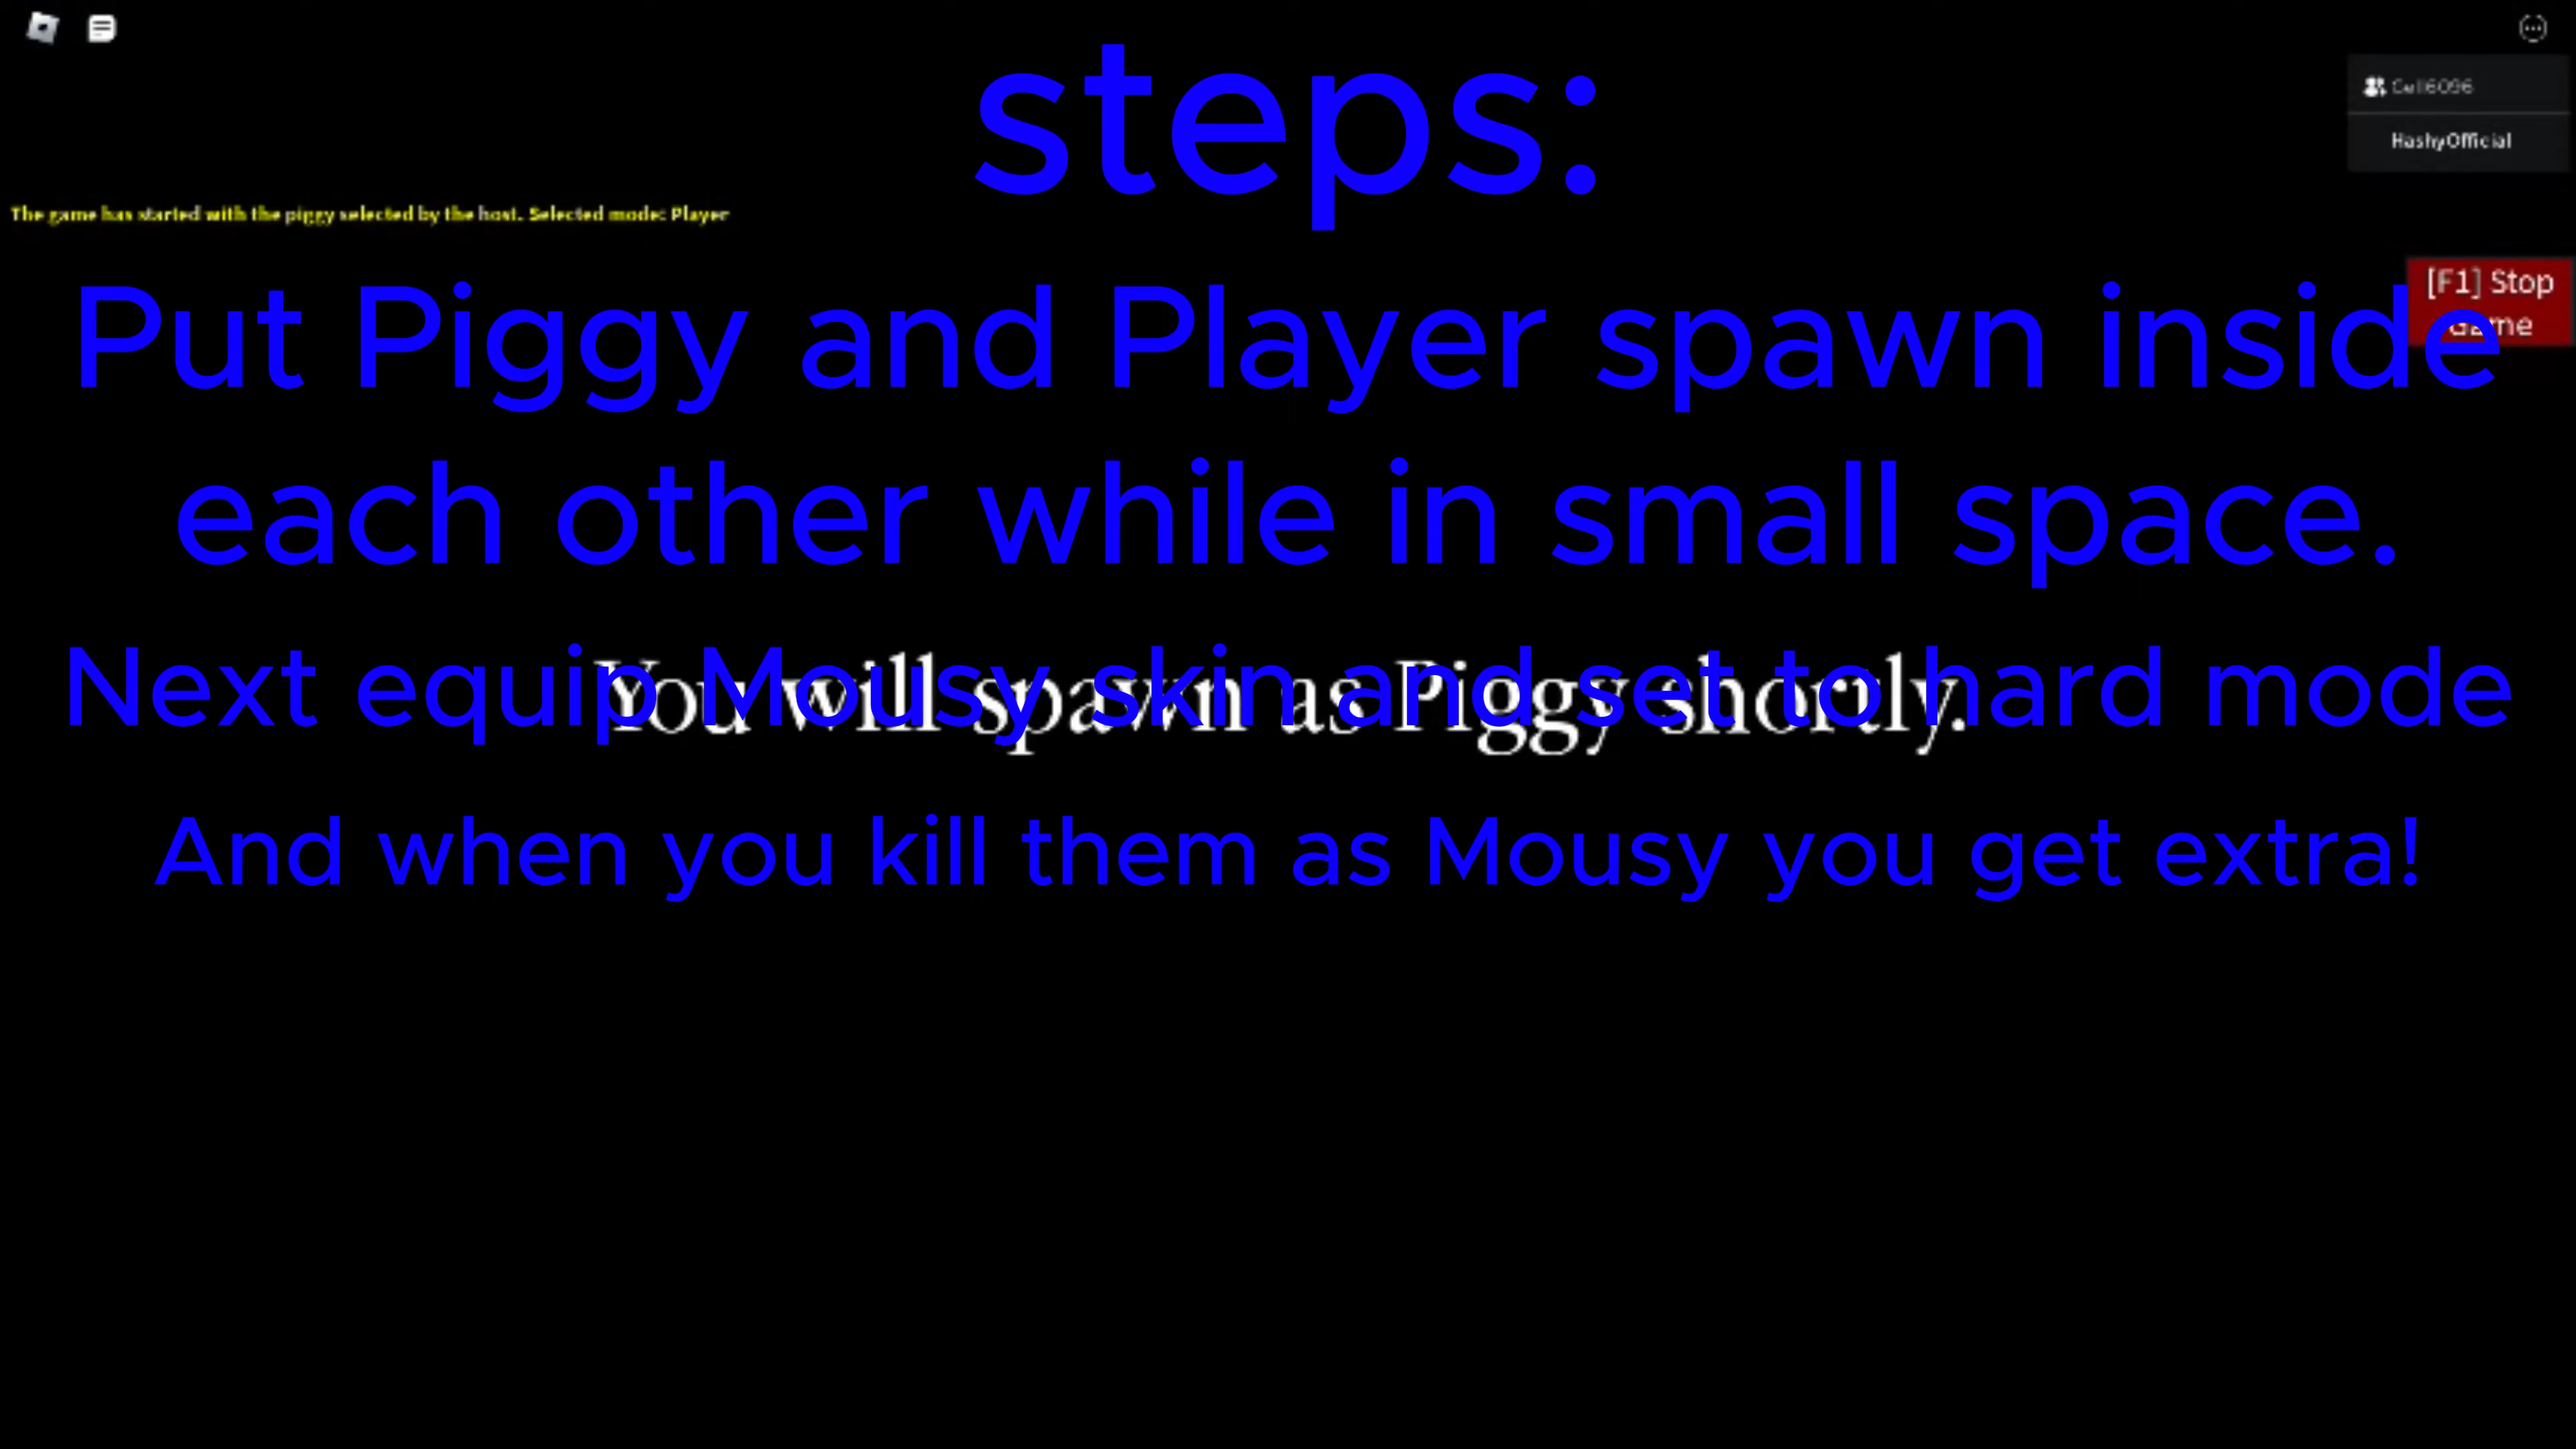 steps:
HashyOfficial
The game has started with the piggy selected by the host. Selected mode: Player
[F1] Stop
Game
Put Piggy and Player spawn inside
each other while in small space.
Next equip Mousy skin and set to hard mode
You will spawn as Piggy shortly.
And when you kill them as Mousy you get extra!